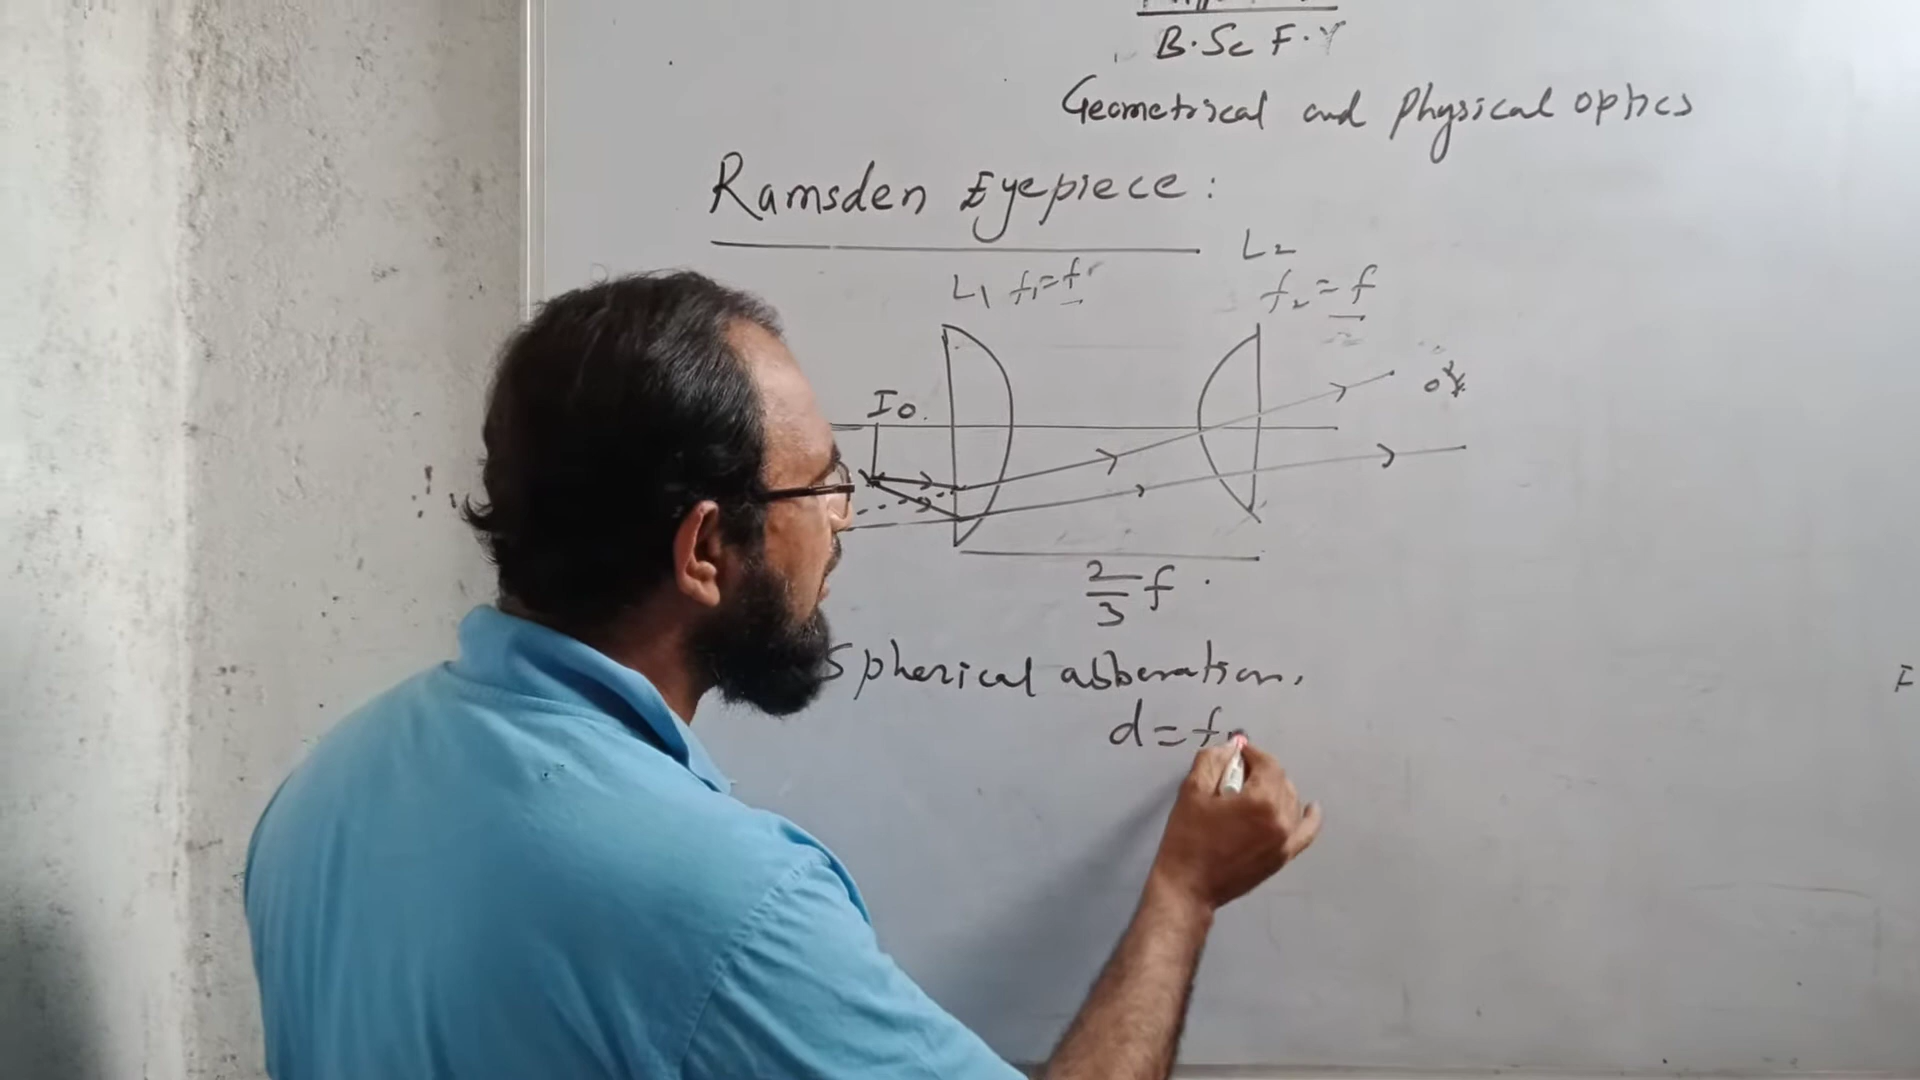 B.Sc F.Y
Geometrical and Physical optics
Ramsden Eyepiece :
L2
L1 f1=f
f2 = f
I0.
2/3 f
Spherical abberation.
d=f
F